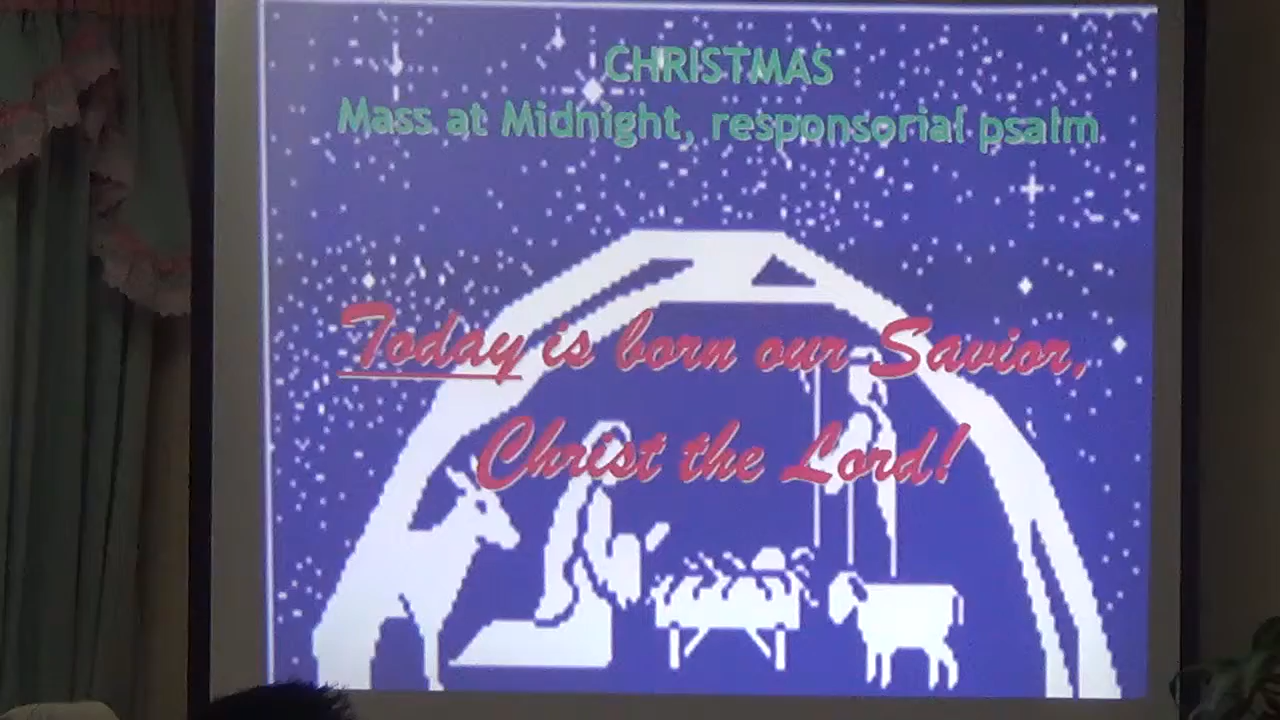 CHRISTMAS
Mass at Midnight, responsorial psalm
Today is born our Savior,
Christ the Lord!